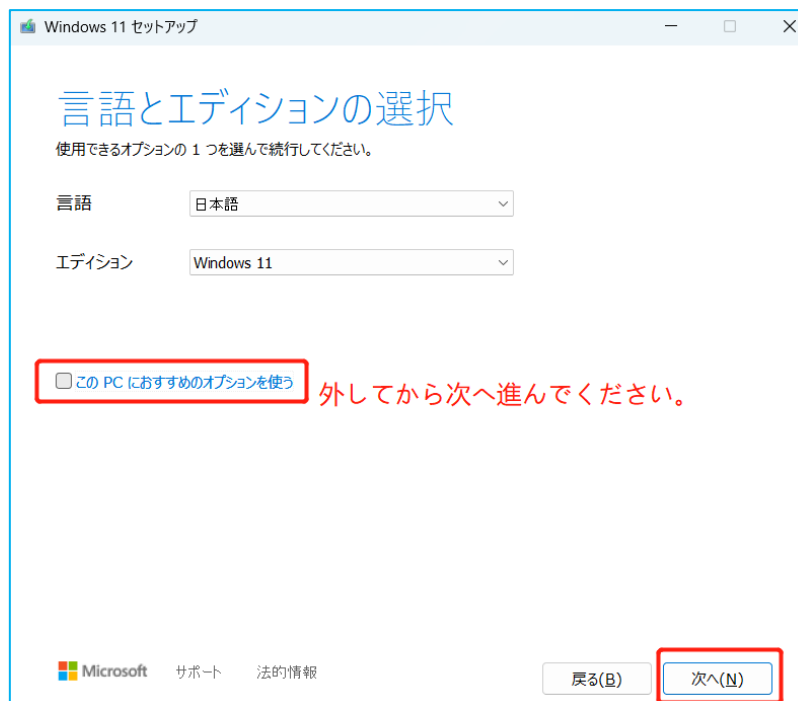 Windows 11 セットアップ
言語とエディションの選択
使用できるオプションの 1 つを選んで続行してください。
言語
日本語
エディション
Windows 11
この PC におすすめのオプションを使う
外してから次へ進んでください。
Microsoft サポート 法的情報
戻る(B) 次へ(N)